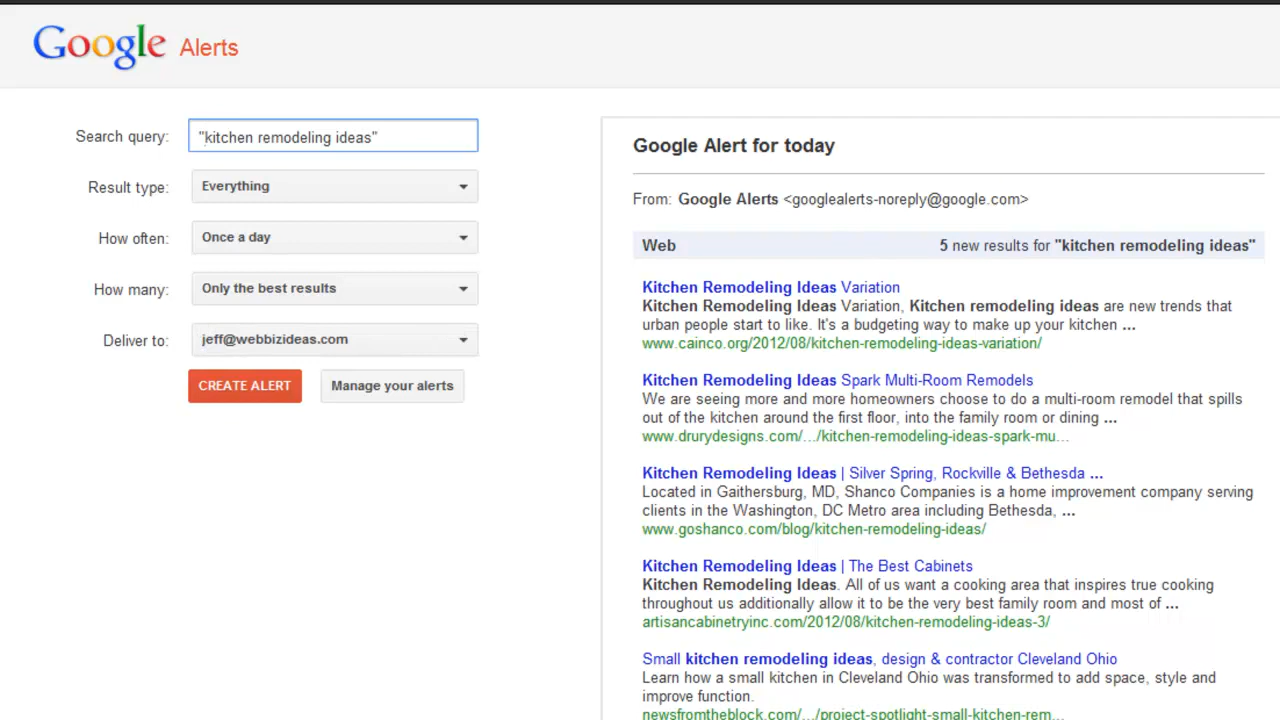 Google Alerts
Search query: "kitchen remodeling ideas"
Result type: Everything
How often: Once a day
How many: Only the best results
Deliver to: jeff@webbizideas.com
CREATE ALERT Manage your alerts
Google Alert for today
From: Google Alerts <googlealerts-noreply@google.com>
Web 5 new results for "kitchen remodeling ideas"
Kitchen Remodeling Ideas Variation
Kitchen Remodeling Ideas Variation, Kitchen remodeling ideas are new trends that
urban people start to like. It's a budgeting way to make up your kitchen ...
www.cainco.org/2012/08/kitchen-remodeling-ideas-variation/
Kitchen Remodeling Ideas Spark Multi-Room Remodels
We are seeing more and more homeowners choose to do a multi-room remodel that spills
out of the kitchen around the first floor, into the family room or dining ...
www.drurydesigns.com/.../kitchen-remodeling-ideas-spark-mu...
Kitchen Remodeling Ideas | Silver Spring, Rockville & Bethesda ...
Located in Gaithersburg, MD, Shanco Companies is a home improvement company serving
clients in the Washington, DC Metro area including Bethesda, ...
www.goshanco.com/blog/kitchen-remodeling-ideas/
Kitchen Remodeling Ideas | The Best Cabinets
Kitchen Remodeling Ideas. All of us want a cooking area that inspires true cooking
throughout us additionally allow it to be the very best family room and most of ...
artisancabinetryinc.com/2012/08/kitchen-remodeling-ideas-3/
Small kitchen remodeling ideas, design & contractor Cleveland Ohio
Learn how a small kitchen in Cleveland Ohio was transformed to add space, style and
improve function.
newsfromtheblock.com/.../project-spotlight-small-kitchen-rem...